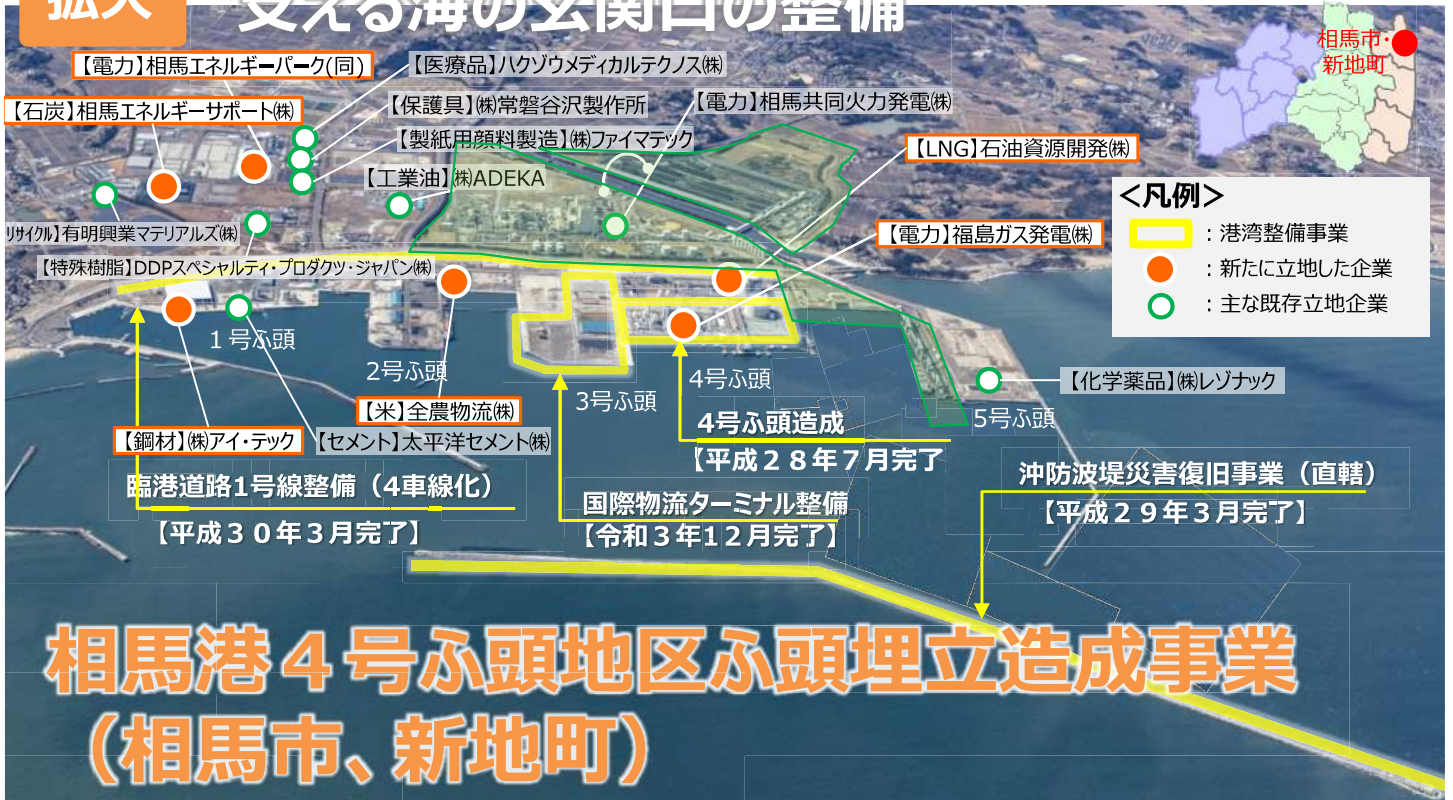 拡大
支える海の玄関口の整備
相馬市・
新地町
【電力】相馬エネルギーパーク(同)
【医療品】ハクゾウメディカルテクノス㈱
【石炭】相馬エネルギーサポート㈱
【保護具】㈱常磐谷沢製作所
【電力】相馬共同火力発電㈱
【製紙用顔料製造】㈱ファイマテック
【LNG】石油資源開発㈱
【工業油】㈱ADEKA
<凡例>
：港湾整備事業
：新たに立地した企業
：主な既存立地企業
リサイクル】有明興業マテリアルズ㈱
【電力】福島ガス発電㈱
【特殊樹脂】DDPスペシャルティ・プロダクツ・ジャパン㈱
1号ふ頭
2号ふ頭
3号ふ頭
4号ふ頭
5号ふ頭
【化学薬品】㈱レゾナック
【米】全農物流㈱
【鋼材】㈱アイ・テック
【セメント】太平洋セメント㈱
4号ふ頭造成
【平成２８年７月完了
臨港道路1号線整備（4車線化）
【平成３０年３月完了】
国際物流ターミナル整備
【令和３年1２月完了】
沖防波堤災害復旧事業（直轄）
【平成２９年３月完了】
相馬港４号ふ頭地区ふ頭埋立造成事業
（相馬市、新地町）